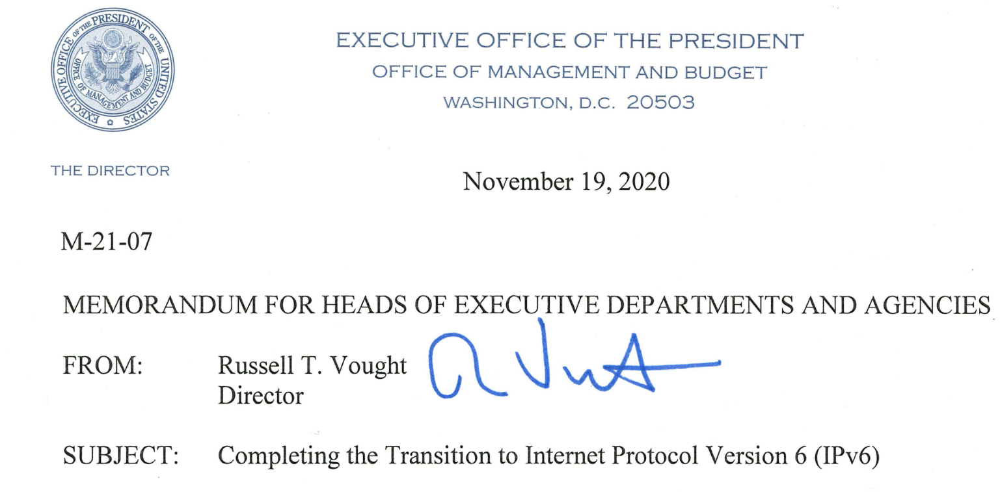 EXECUTIVE OFFICE OF THE PRESIDENT OF THE UNITED STATES
OFFICE OF MANAGEMENT AND BUDGET
EXECUTIVE OFFICE OF THE PRESIDENT
OFFICE OF MANAGEMENT AND BUDGET
WASHINGTON, D.C. 20503
THE DIRECTOR
November 19, 2020
M-21-07
MEMORANDUM FOR HEADS OF EXECUTIVE DEPARTMENTS AND AGENCIES
FROM: Russell T. Vought
Director
SUBJECT: Completing the Transition to Internet Protocol Version 6 (IPv6)